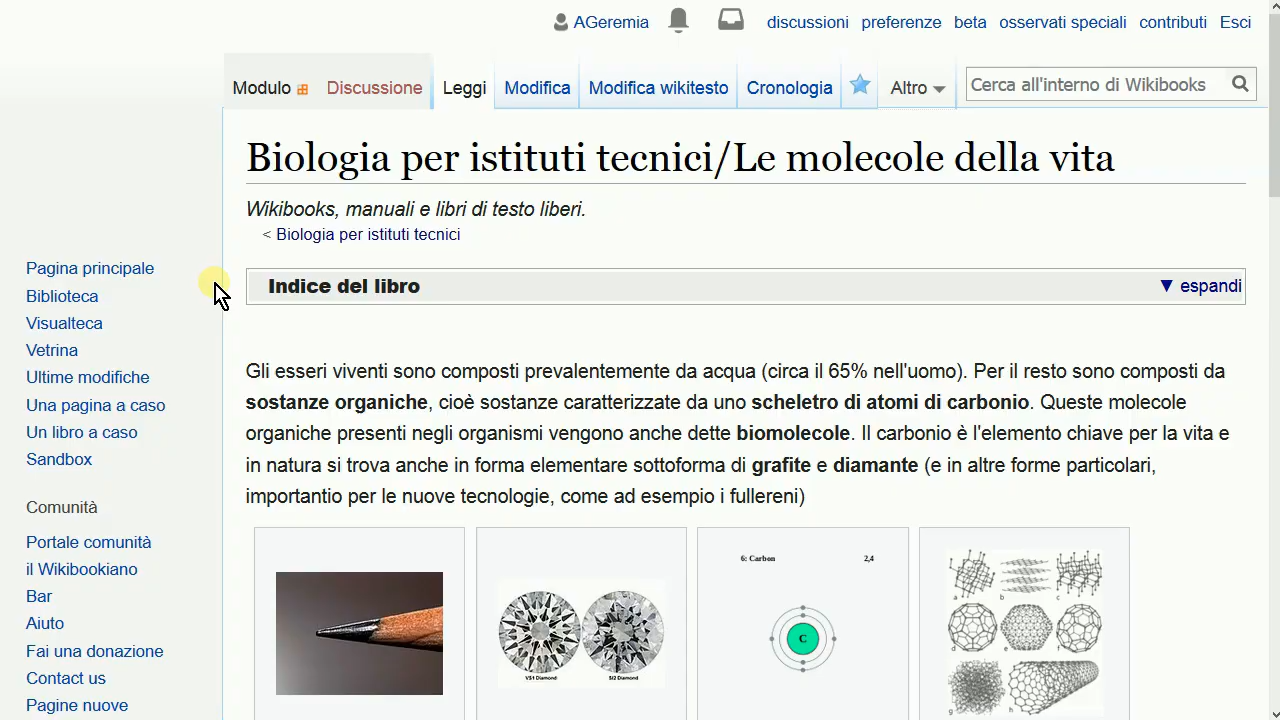 AGeremia discussioni preferenze beta osservati speciali contributi Esci
Modulo Discussione Leggi Modifica Modifica wikitesto Cronologia Altro Cerca all'interno di Wikibooks
Biologia per istituti tecnici/Le molecole della vita
Wikibooks, manuali e libri di testo liberi.
< Biologia per istituti tecnici
Indice del libro ▼ espandi
Gli esseri viventi sono composti prevalentemente da acqua (circa il 65% nell'uomo). Per il resto sono composti da
sostanze organiche, cioè sostanze caratterizzate da uno scheletro di atomi di carbonio. Queste molecole
organiche presenti negli organismi vengono anche dette biomolecole. Il carbonio è l'elemento chiave per la vita e
in natura si trova anche in forma elementare sottoforma di grafite e diamante (e in altre forme particolari,
importantio per le nuove tecnologie, come ad esempio i fullereni)
Pagina principale
Biblioteca
Visualteca
Vetrina
Ultime modifiche
Una pagina a caso
Un libro a caso
Sandbox
Comunità
Portale comunità
il Wikibookiano
Bar
Aiuto
Fai una donazione
Contact us
Pagine nuove
VS1 Diamond SI2 Diamond
6: Carbon 2,4
C
a b c
d e f
g h